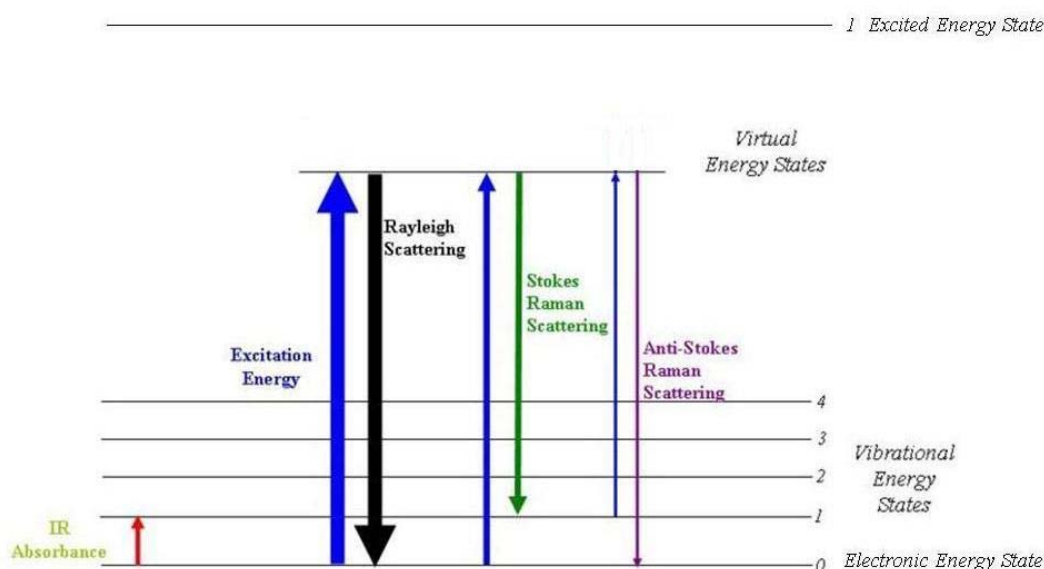 1 Excited Energy State
Virtual
Energy States
Rayleigh
Scattering
Stokes
Raman
Scattering
Excitation
Energy
Anti-Stokes
Raman
Scattering
4
3
2
1
0
Vibrational
Energy
States
IR
Absorbance
Electronic Energy State